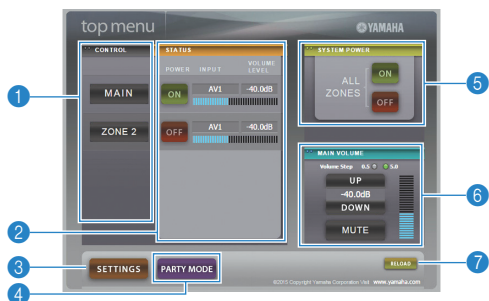 top menu
YAMAHA
CONTROL
STATUS
SYSTEM POWER
POWER INPUT VOLUME LEVEL
MAIN
ON AV1 -40.0dB
ZONE 2
OFF AV1 -40.0dB
ALL ZONES
ON
OFF
MAIN VOLUME
Volume Step 0.5 5.0
UP
-40.0dB
DOWN
MUTE
SETTINGS
PARTY MODE
RELOAD
©2015 Copyright Yamaha Corporation Visit www.yamaha.com
1
2
3
4
5
6
7